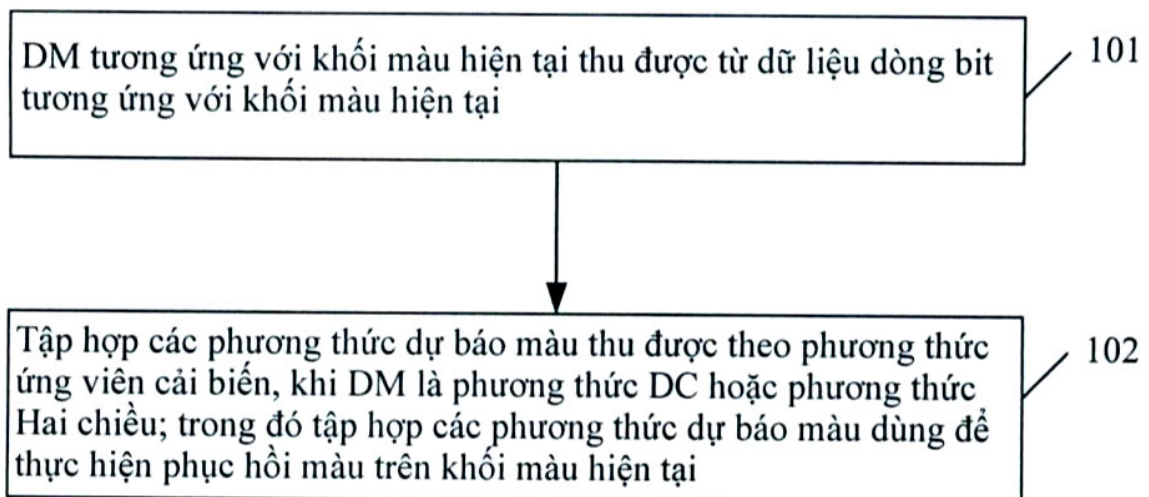 DM tương ứng với khối màu hiện tại thu được từ dữ liệu dòng bit
tương ứng với khối màu hiện tại
101
Tập hợp các phương thức dự báo màu thu được theo phương thức
ứng viên cải biến, khi DM là phương thức DC hoặc phương thức
Hai chiều; trong đó tập hợp các phương thức dự báo màu dùng để
thực hiện phục hồi màu trên khối màu hiện tại
102